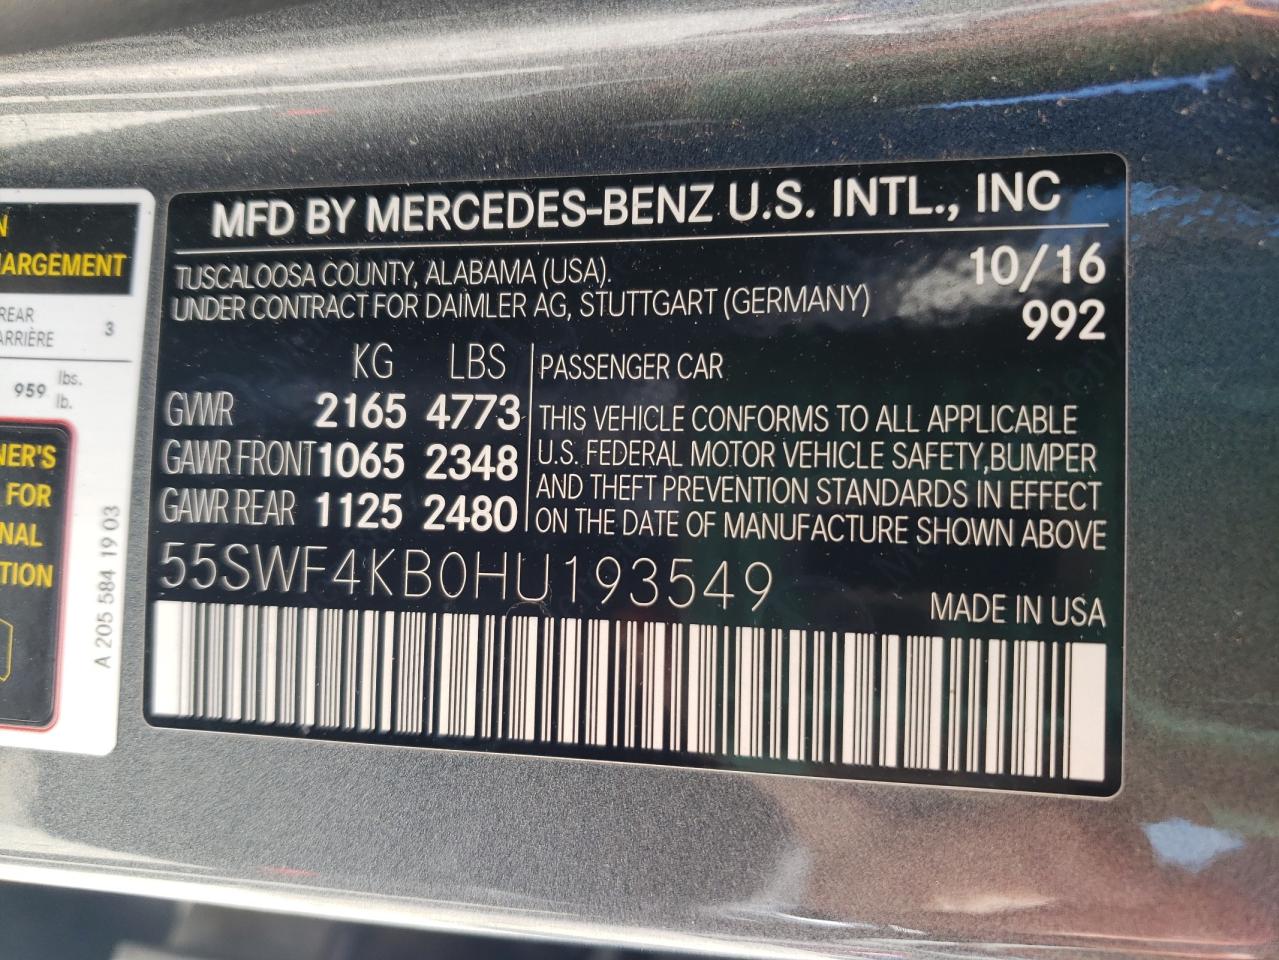 N
ARGEMENT
REAR
ARRIÈRE 3
959 lbs.
lb.
NER'S
FOR
NAL
TION
A 205 584 19 03
MFD BY MERCEDES-BENZ U.S. INTL., INC
TUSCALOOSA COUNTY, ALABAMA (USA). 10/16
UNDER CONTRACT FOR DAIMLER AG, STUTTGART (GERMANY) 992
KG LBS
GVWR 2165 4773
GAWR FRONT 1065 2348
GAWR REAR 1125 2480
PASSENGER CAR
THIS VEHICLE CONFORMS TO ALL APPLICABLE
U.S. FEDERAL MOTOR VEHICLE SAFETY,BUMPER
AND THEFT PREVENTION STANDARDS IN EFFECT
ON THE DATE OF MANUFACTURE SHOWN ABOVE
55SWF4KB0HU193549
MADE IN USA